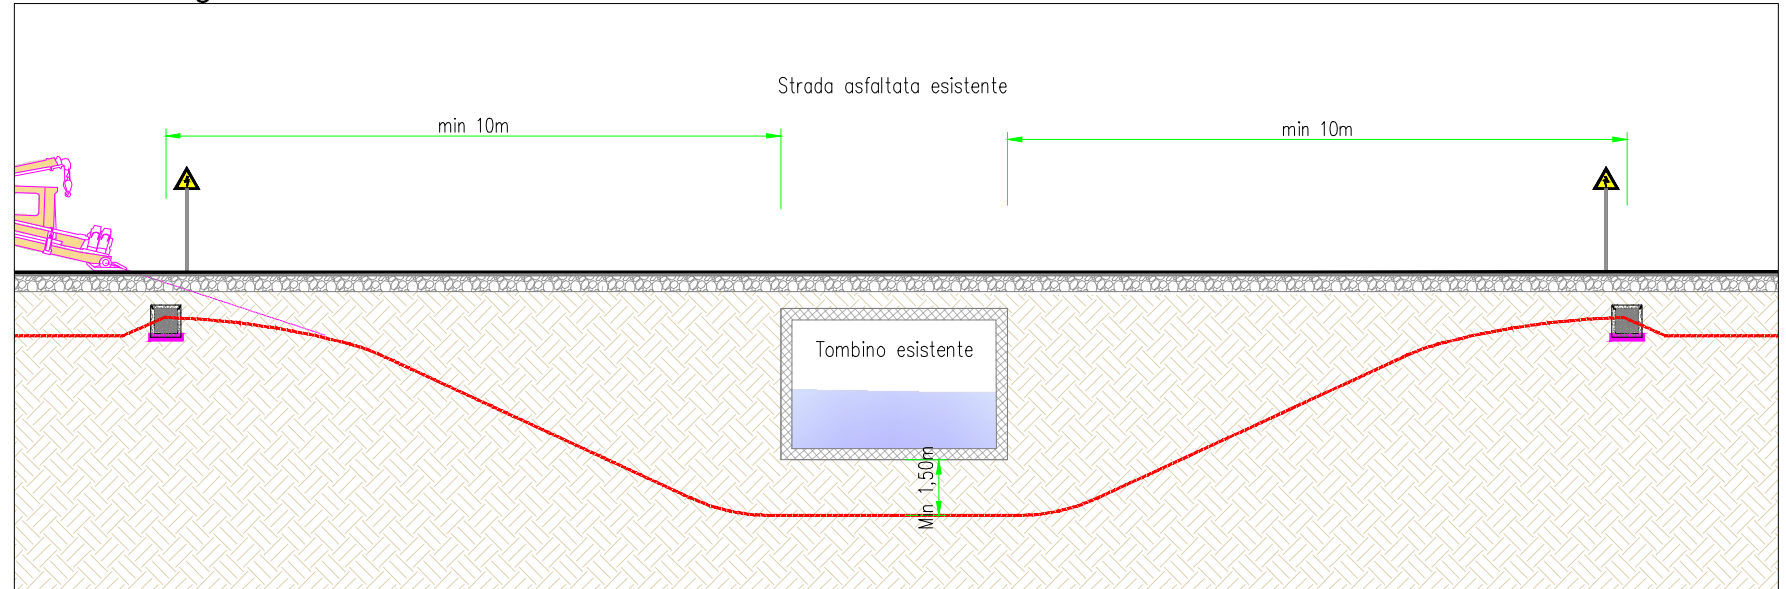 Strada asfaltata esistente
min 10m
min 10m
Tombino esistente
Min 1,50m